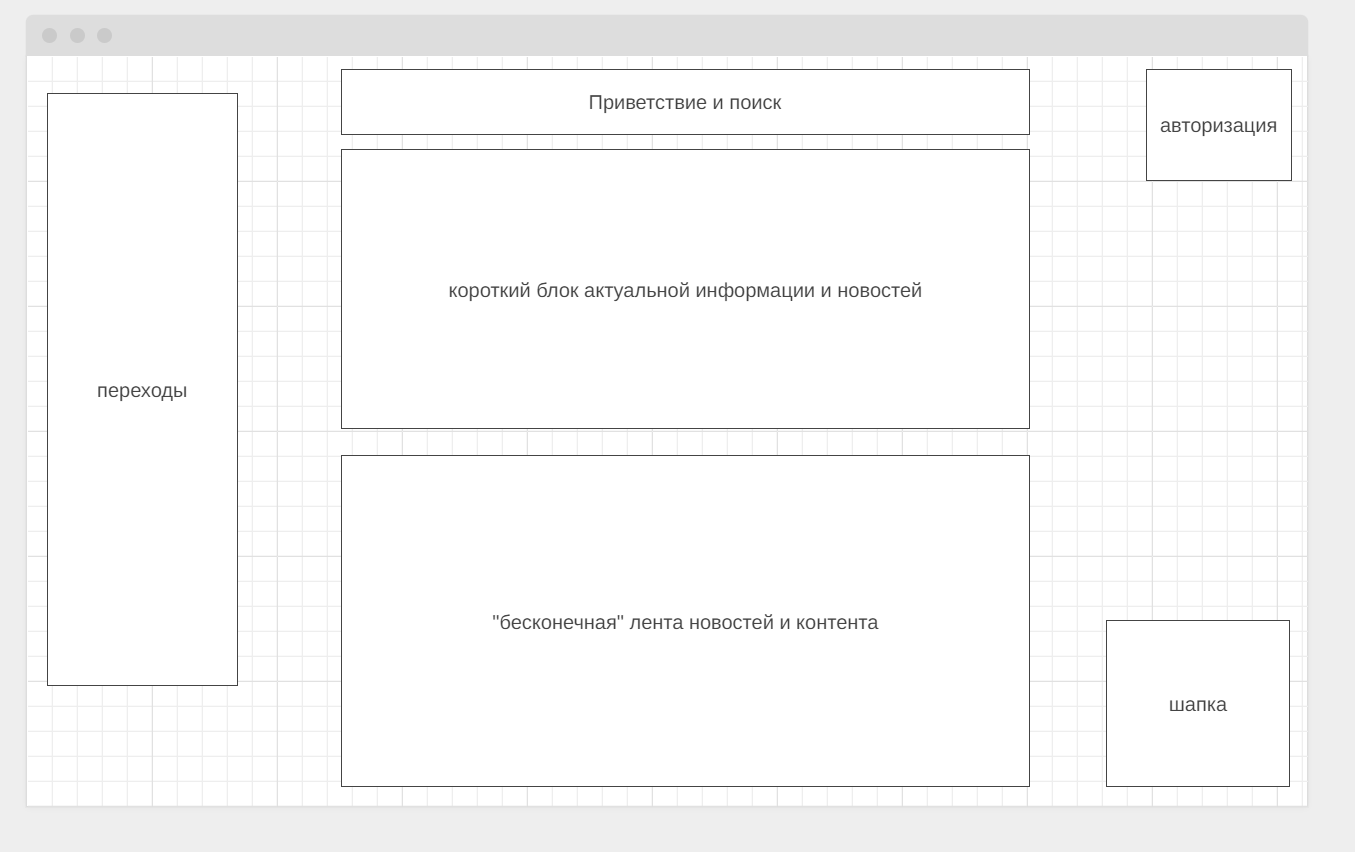 Приветствие и поиск
авторизация
короткий блок актуальной информации и новостей
переходы
"бесконечная" лента новостей и контента
шапка